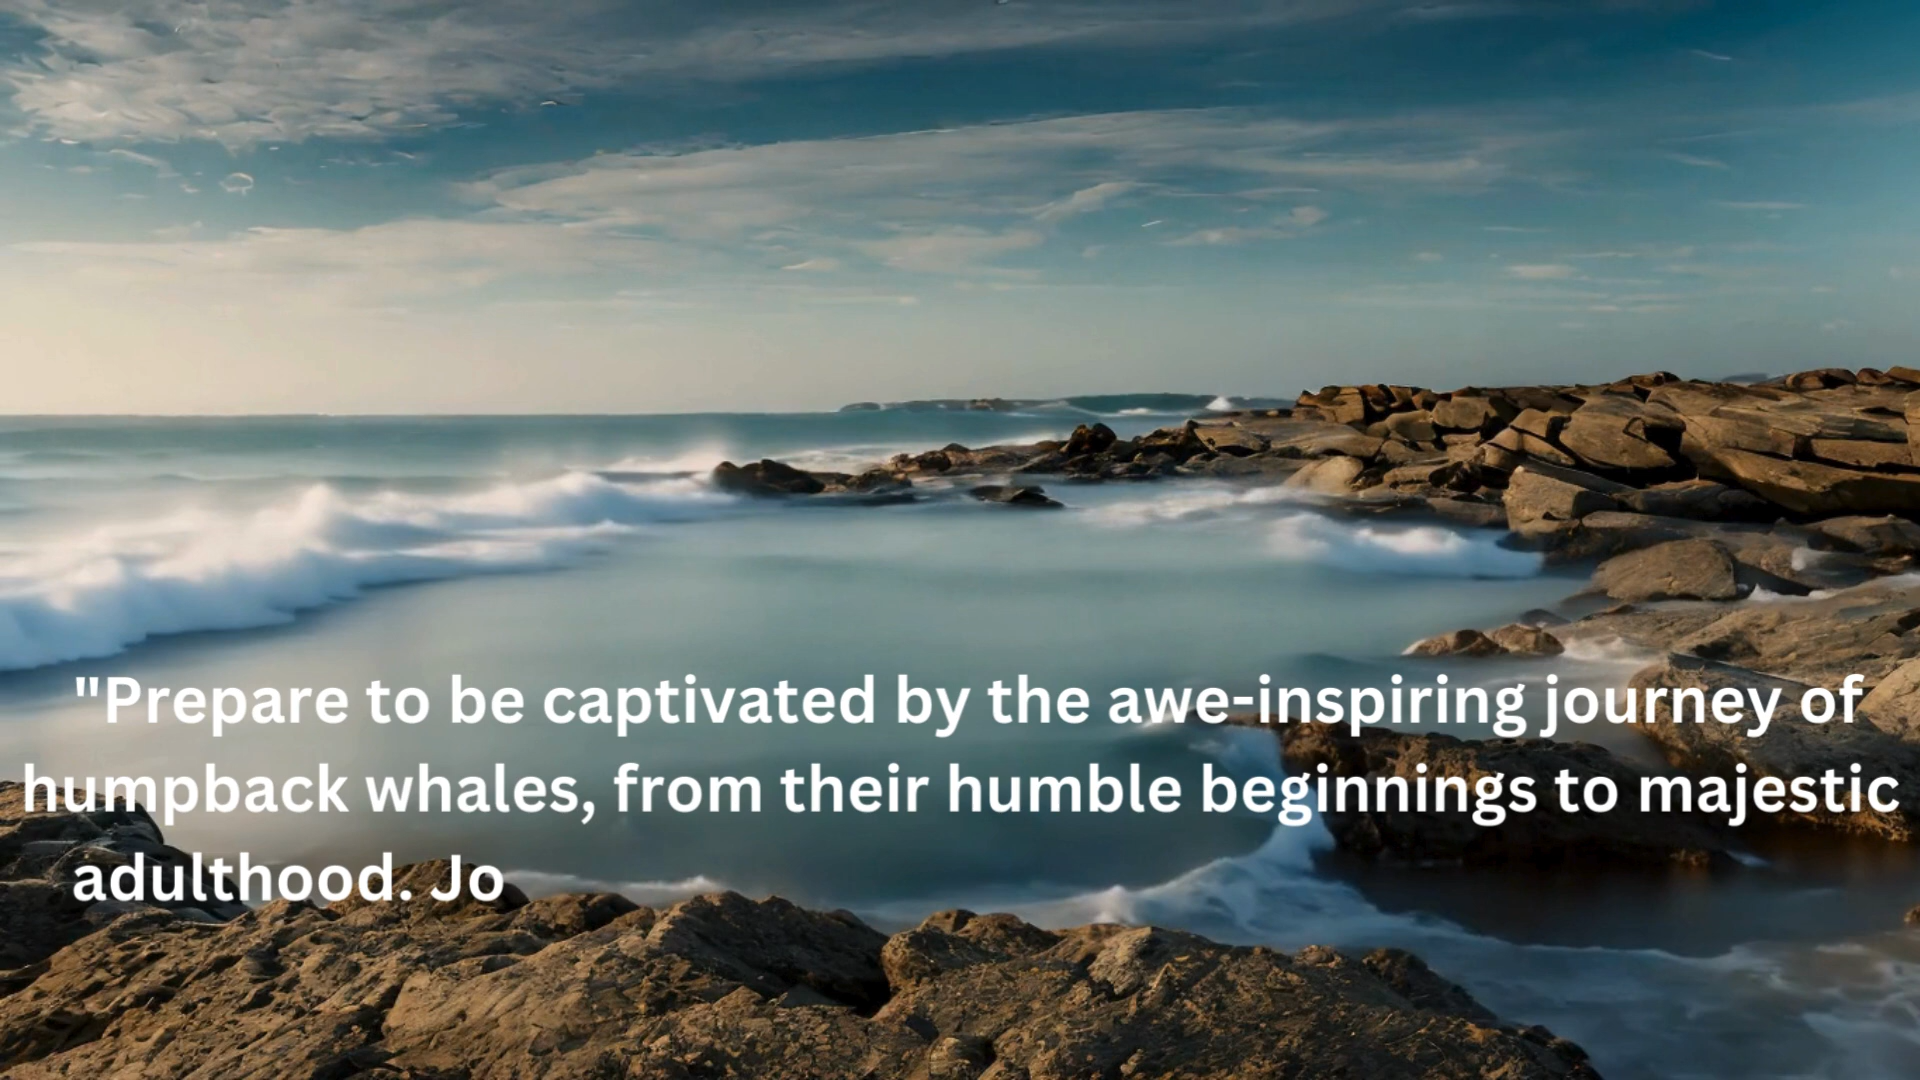 "Prepare to be captivated by the awe-inspiring journey of
humpback whales, from their humble beginnings to majestic
adulthood. Jo